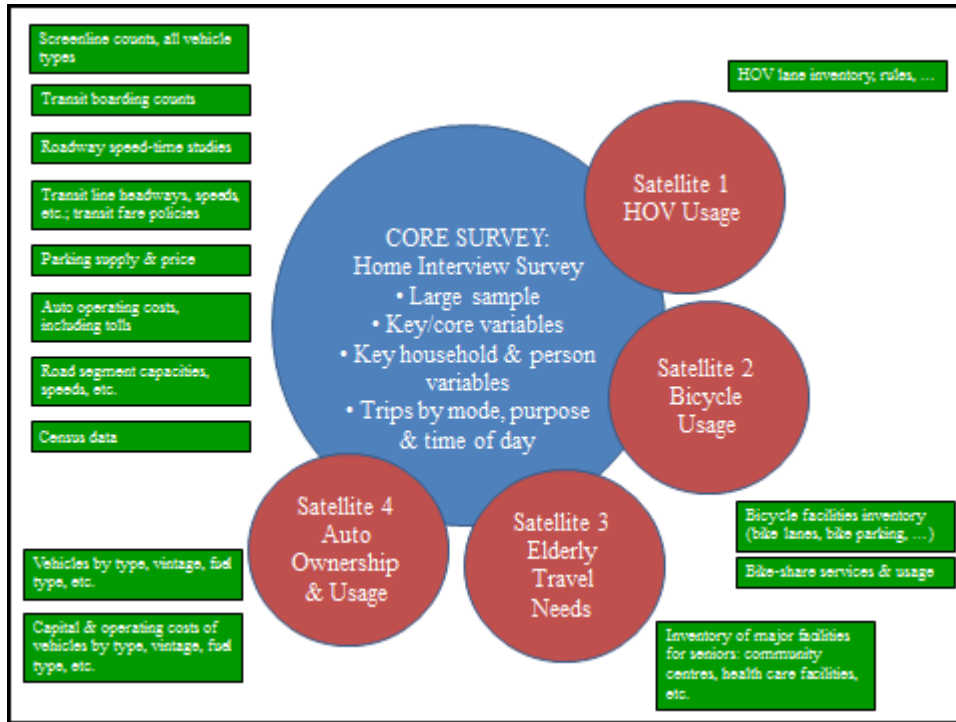 Screenline counts, all vehicle
types
Transit boarding counts
Roadway speed-time studies
Transit line headways, speeds,
etc.; transit fare policies
Parking supply & price
Auto operating costs,
including tolls
Road segment capacities,
speeds, etc.
Census data
Vehicles by type, vintage, fuel
type, etc.
Capital & operating costs of
vehicles by type, vintage, fuel
type, etc.
CORE SURVEY:
Home Interview Survey
• Large sample
• Key/core variables
• Key household & person
variables
• Trips by mode, purpose
& time of day
HOV lane inventory, rules, …
Satellite 1
HOV Usage
Satellite 2
Bicycle
Usage
Bicycle facilities inventory
(bike lanes, bike parking, …)
Bike-share services & usage
Satellite 3
Elderly
Travel
Needs
Inventory of major facilities
for seniors: community
centres, health care facilities,
etc.
Satellite 4
Auto
Ownership
& Usage